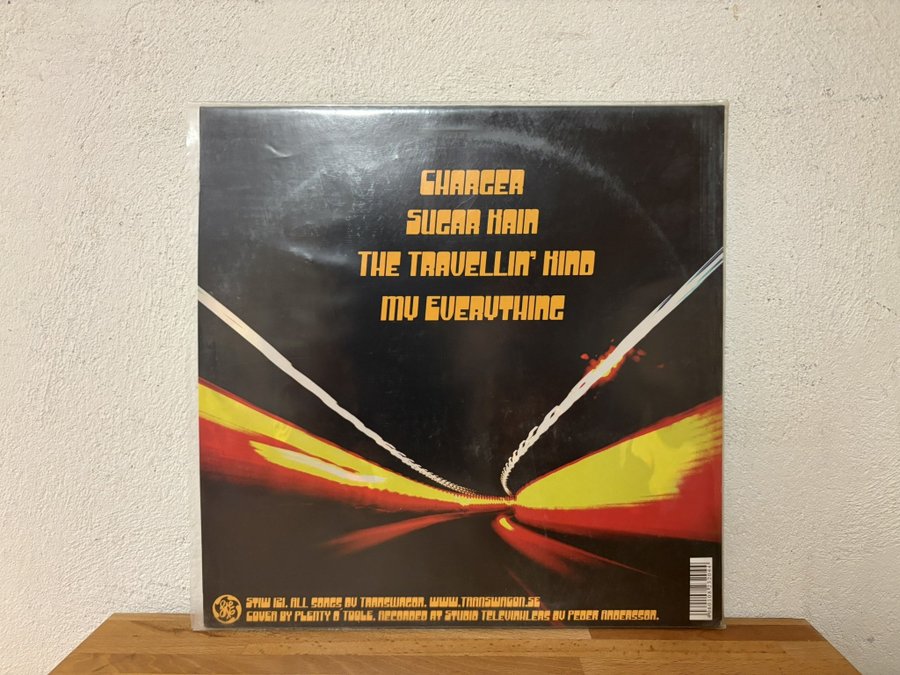 Charger
Sugar Hair
The Travellin' Kind
My Everything
STIW 121. All songs by Transwagon. www.transwagon.se
Cover by Plenty O Toole. Recorded at Studio Televinklers by Peder Andersson.